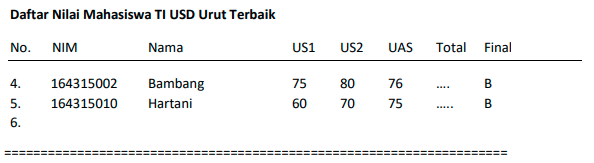 Daftar Nilai Mahasiswa TI USD Urut Terbaik
No. NIM Nama US1 US2 UAS Total Final
4. 164315002 Bambang 75 80 76 .... B
5. 164315010 Hartani 60 70 75 ..... B
6.
======================================================================